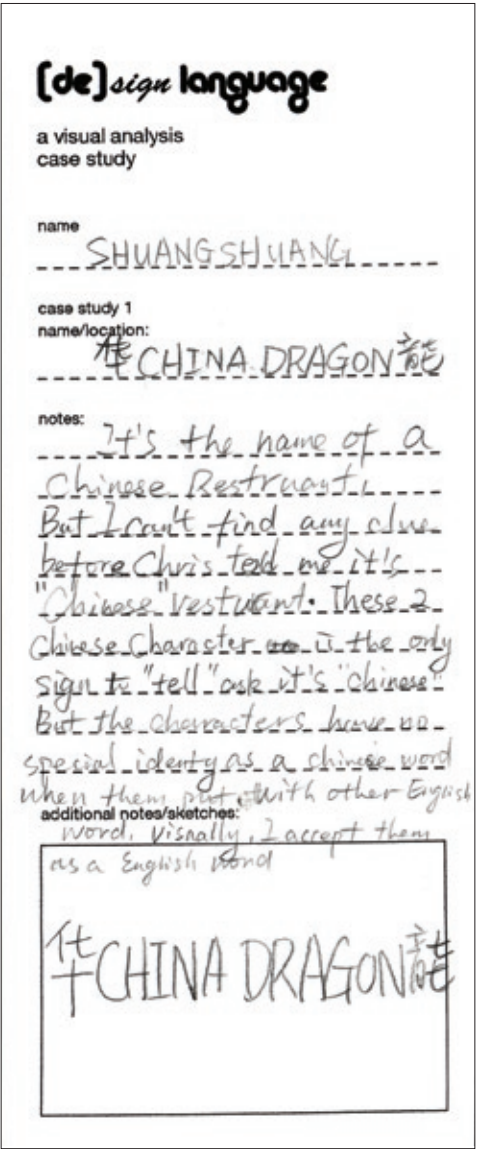 [de]sign language
a visual analysis
case study
name
SHUANGSHUANG
case study 1
name/location:
华CHINA DRAGON龍
notes:
It's the name of a
Chinese Restruant,
But I can't find any clue
before Chris told me it's
"Chinese" resturant. These 2
Chinese Character is the only
sign to "tell" ask it's "chinese"
But the characters have no
special identy as a chinese word
when them put with other English
additional notes/sketches:
word, visually, I accept them
as a English word
华CHINA DRAGON龍